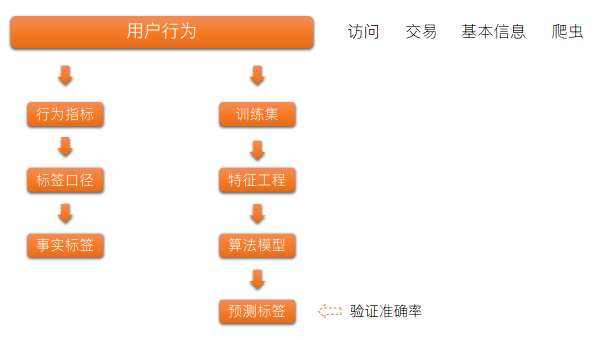 用户行为 访问 交易 基本信息 爬虫
行为指标 训练集
标签口径 特征工程
事实标签 算法模型
预测标签 验证准确率